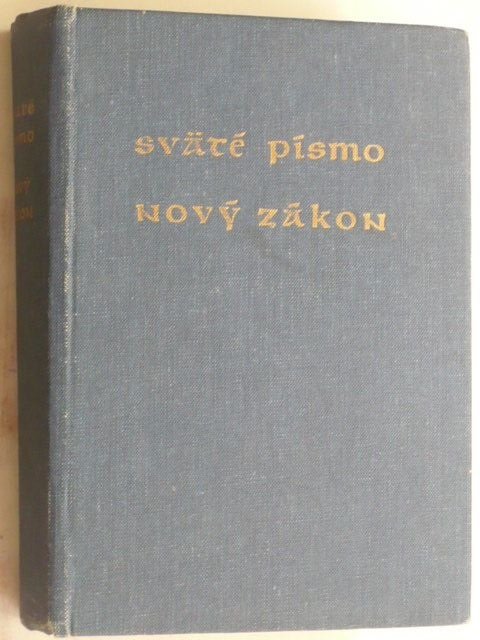 sväté písmo
nový zákon